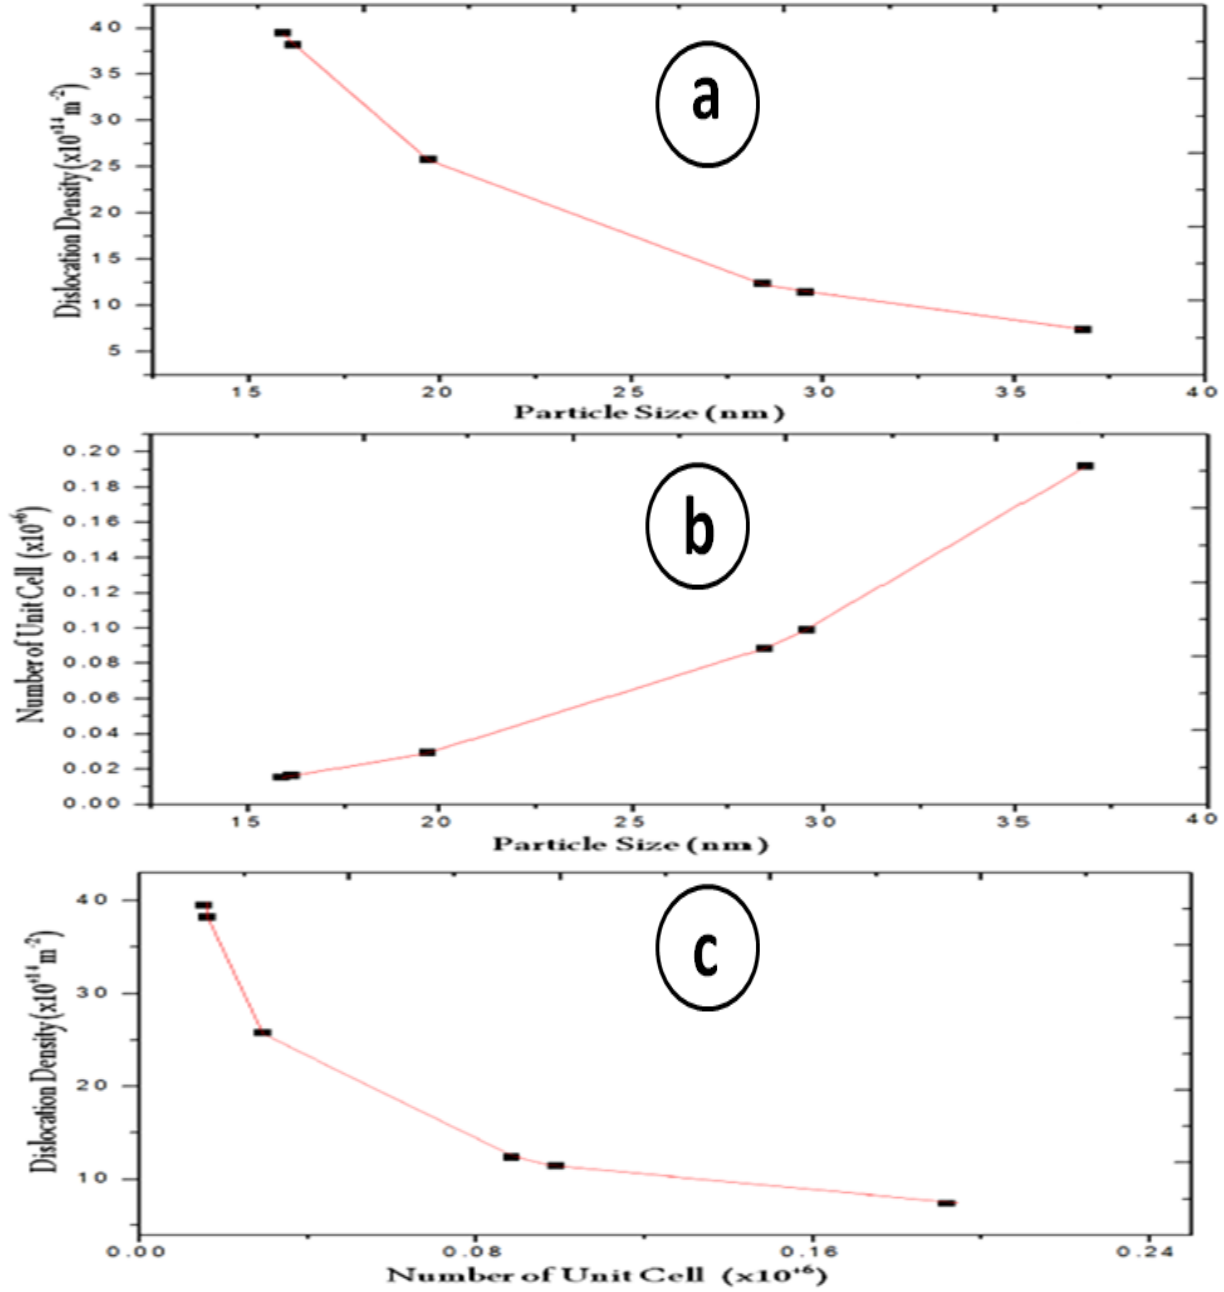 a
Dislocation Density (x10⁺¹⁴ m⁻²)
40
35
30
25
20
15
10
5
15 20 25 30 35 40
Particle Size (nm)
b
Number of Unit Cell (x10⁺⁶)
0.20
0.18
0.16
0.14
0.12
0.10
0.08
0.06
0.04
0.02
0.00
15 20 25 30 35 40
Particle Size (nm)
c
Dislocation Density (x10⁺¹⁴ m⁻²)
40
30
20
10
0.00 0.08 0.16 0.24
Number of Unit Cell (x10⁺⁶)